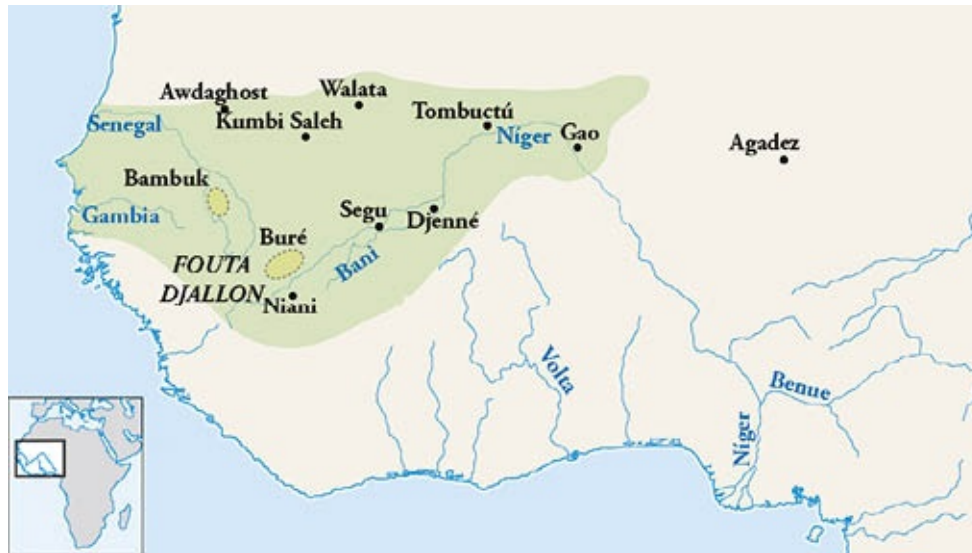 Walata
Awdaghost
Tombuctú
Senegal
Kumbi Saleh
Níger
Gao
Agadez
Bambuk
Segu
Gambia
Djenné
Buré
FOUTA
DJALLON
Bani
Niani
Volta
Benue
Níger